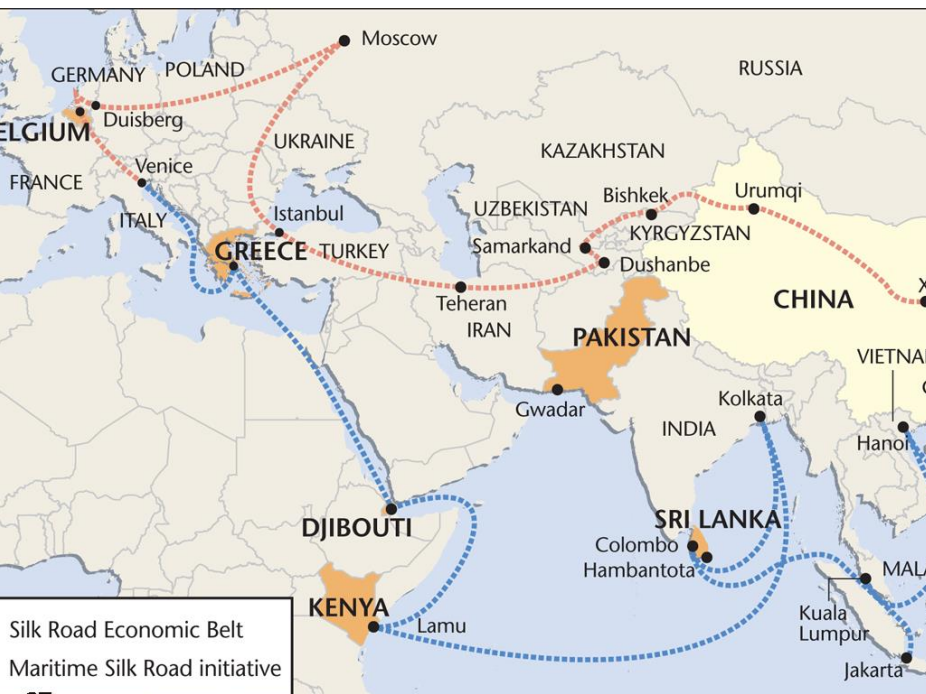 Moscow
GERMANY
POLAND
RUSSIA
Duisberg
ELGIUM
UKRAINE
KAZAKHSTAN
Venice
FRANCE
Bishkek
Urumqi
ITALY
Istanbul
UZBEKISTAN
KYRGYZSTAN
GREECE
TURKEY
Samarkand
Dushanbe
X
Teheran
CHINA
IRAN
PAKISTAN
VIETNA
Kolkata
Gwadar
INDIA
Hanoi
SRI LANKA
DJIBOUTI
Colombo
Hambantota
MALA
KENYA
Lamu
Kuala
Lumpur
Silk Road Economic Belt
Maritime Silk Road initiative
Jakarta